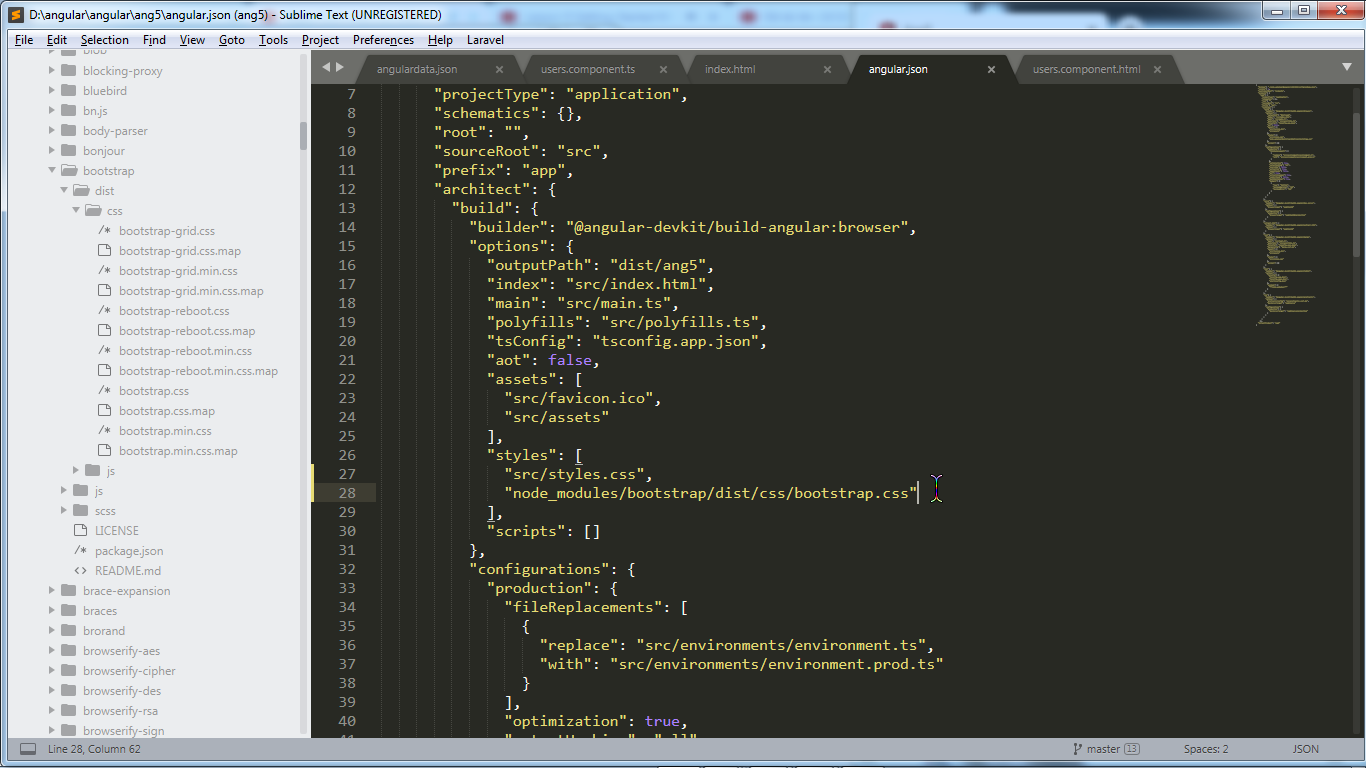 D:\angular\angular\ang5\angular.json (ang5) - Sublime Text (UNREGISTERED)
File Edit Selection Find View Goto Tools Project Preferences Help Laravel
blob
blocking-proxy
bluebird
bn.js
body-parser
bonjour
bootstrap
dist
css
/* bootstrap-grid.css
bootstrap-grid.css.map
/* bootstrap-grid.min.css
bootstrap-grid.min.css.map
/* bootstrap-reboot.css
bootstrap-reboot.css.map
/* bootstrap-reboot.min.css
bootstrap-reboot.min.css.map
/* bootstrap.css
bootstrap.css.map
/* bootstrap.min.css
bootstrap.min.css.map
js
js
scss
LICENSE
/* package.json
<> README.md
brace-expansion
braces
brorand
browserify-aes
browserify-cipher
browserify-des
browserify-rsa
browserify-sign
angulardata.json users.component.ts index.html angular.json users.component.html
7 "projectType": "application",
8 "schematics": {},
9 "root": "",
10 "sourceRoot": "src",
11 "prefix": "app",
12 "architect": {
13 "build": {
14 "builder": "@angular-devkit/build-angular:browser",
15 "options": {
16 "outputPath": "dist/ang5",
17 "index": "src/index.html",
18 "main": "src/main.ts",
19 "polyfills": "src/polyfills.ts",
20 "tsConfig": "tsconfig.app.json",
21 "aot": false,
22 "assets": [
23 "src/favicon.ico",
24 "src/assets"
25 ],
26 "styles": [
27 "src/styles.css",
28 "node_modules/bootstrap/dist/css/bootstrap.css"
29 ],
30 "scripts": []
31 },
32 "configurations": {
33 "production": {
34 "fileReplacements": [
35 {
36 "replace": "src/environments/environment.ts",
37 "with": "src/environments/environment.prod.ts"
38 }
39 ],
40 "optimization": true,
Line 28, Column 62
master 13 Spaces: 2 JSON